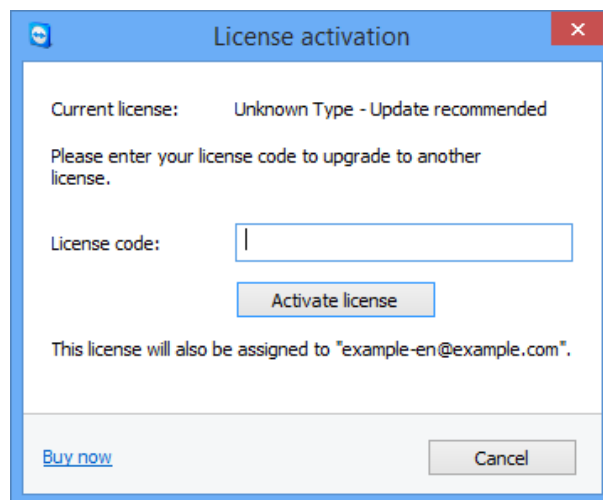 License activation
Current license: Unknown Type - Update recommended
Please enter your license code to upgrade to another
license.
License code:
Activate license
This license will also be assigned to "example-en@example.com".
Buy now Cancel